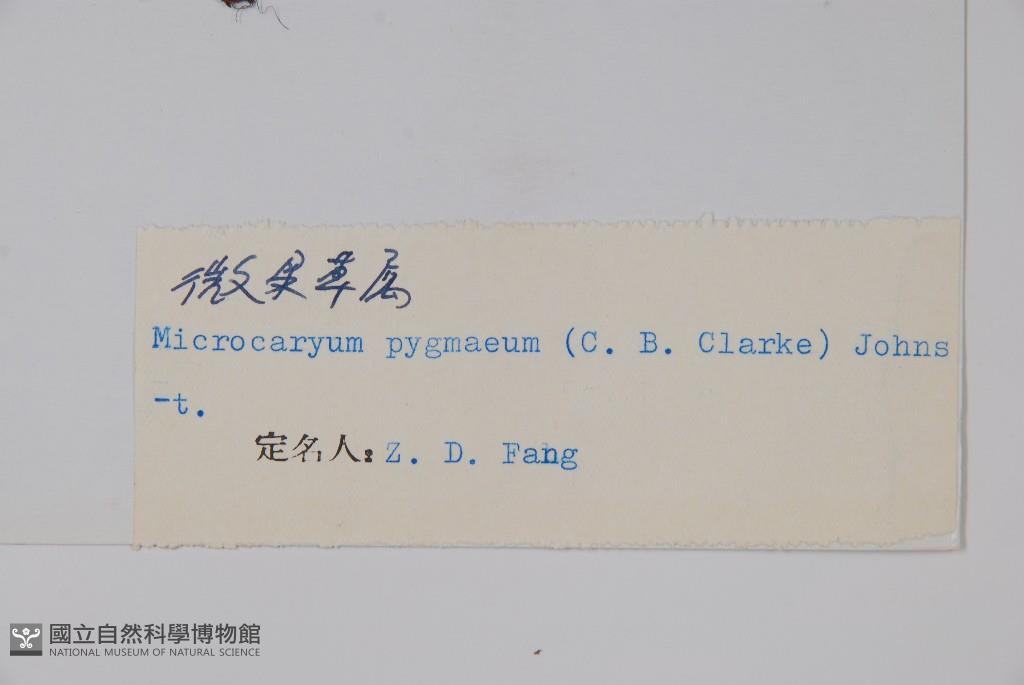 微果草属
Microcaryum pygmaeum (C. B. Clarke) Johns
-t.
定名人: Z. D. Fang
國立自然科學博物館
NATIONAL MUSEUM OF NATURAL SCIENCE